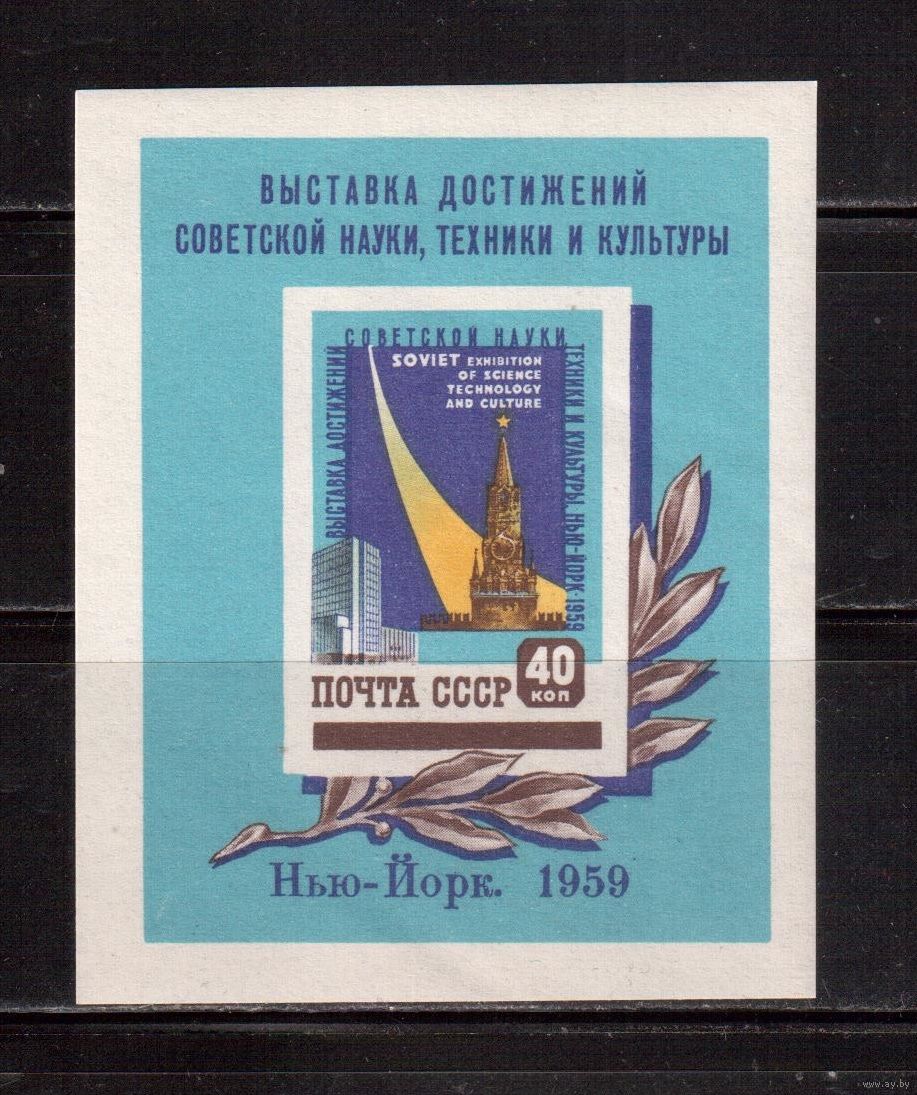 ВЫСТАВКА ДОСТИЖЕНИЙ
СОВЕТСКОЙ НАУКИ, ТЕХНИКИ И КУЛЬТУРЫ
ВЫСТАВКА ДОСТИЖЕНИЙ
СОВЕТСКОЙ НАУКИ,
ТЕХНИКИ И КУЛЬТУРЫ. НЬЮ-ЙОРК·1959
SOVIET EXHIBITION
OF SCIENCE
TECHNOLOGY
AND CULTURE
ПОЧТА СССР
40
КОП
Нью-Йорк. 1959
www.ay.by